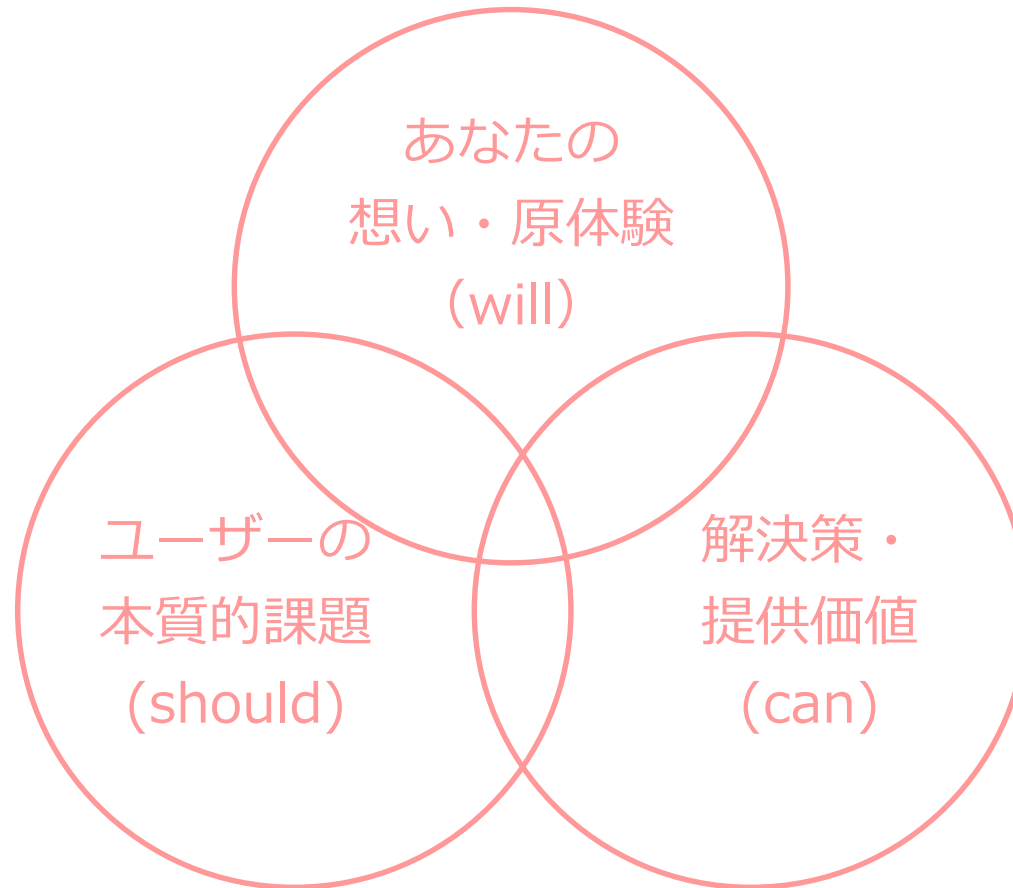 あなたの
想い・原体験
（will）
ユーザーの
本質的課題
（should）
解決策・
提供価値
（can）